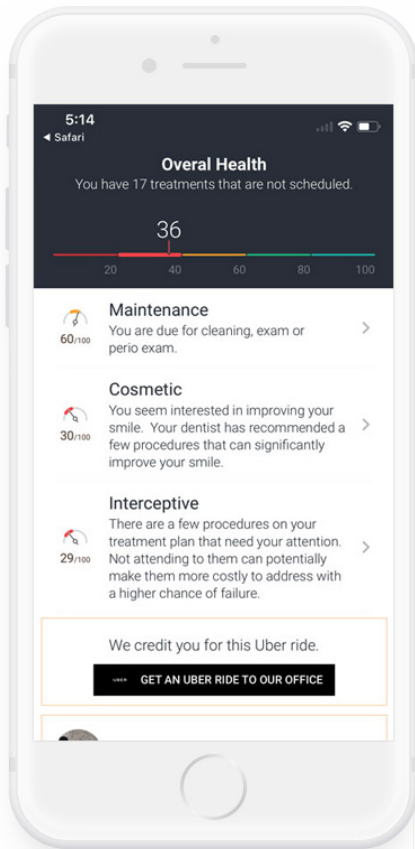 5:14
◀ Safari
Overal Health
You have 17 treatments that are not scheduled.
36
20 40 60 80 100
Maintenance
You are due for cleaning, exam or
perio exam.
60/100
Cosmetic
You seem interested in improving your
smile. Your dentist has recommended a
few procedures that can significantly
improve your smile.
30/100
Interceptive
There are a few procedures on your
treatment plan that need your attention.
Not attending to them can potentially
make them more costly to address with
a higher chance of failure.
29/100
We credit you for this Uber ride.
UBER GET AN UBER RIDE TO OUR OFFICE